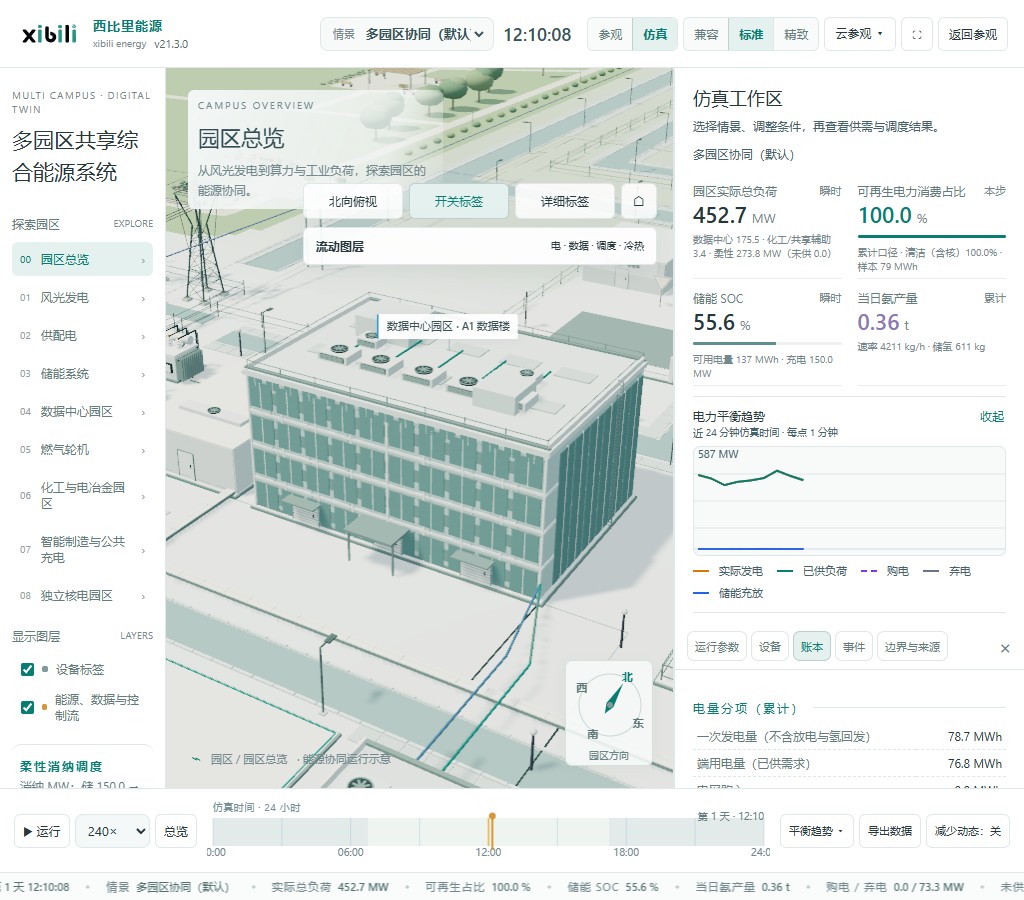 xibili
西比里能源
xibili energy v21.3.0
情景 多园区协同（默认
12:10:08
参观 仿真
兼容 标准 精致
云参观
返回参观
MULTI CAMPUS · DIGITAL
TWIN
多园区共享综
合能源系统
探索园区 EXPLORE
00 园区总览
01 风光发电
02 供配电
03 储能系统
04 数据中心园区
05 燃气轮机
06 化工与电冶金园
区
07 智能制造与公共
充电
08 独立核电园区
显示图层 LAYERS
设备标签
能源、数据与控
制流
柔性消纳调度
CAMPUS OVERVIEW
园区总览
从风光发电到算力与工业负荷，探索园区的
能源协同。
北向俯视 开关标签 详细标签
流动图层 电 · 数据 · 调度 · 冷热
数据中心园区 · A1 数据楼
北
西
东
南
园区方向
园区 / 园区总览 · 能源协同运行示意
仿真工作区
选择情景、调整条件，再查看供需与调度结果。
多园区协同（默认）
园区实际总负荷 瞬时
452.7 MW
数据中心 175.5 · 化工/共享辅助
3.4 · 柔性 273.8 MW（未供 0.0）
可再生电力消费占比 本步
100.0 %
累计口径 · 清洁（含核）100.0% ·
样本 79 MWh
储能 SOC 瞬时
55.6 %
可用电量 137 MWh · 充电 150.0
MW
当日氨产量 累计
0.36 t
速率 4211 kg/h · 储氢 611 kg
电力平衡趋势 收起
近 24 分钟仿真时间 · 每点 1 分钟
587 MW
实际发电 已供负荷 购电 弃电
储能充放
运行参数 设备 账本 事件 边界与来源 ×
电量分项（累计）
一次发电量（不含放电与氢回发） 78.7 MWh
端用电量（已供需求） 76.8 MWh
运行 240× 总览
仿真时间 · 24 小时
第 1 天 · 12:10
0:00 06:00 12:00 18:00 24:0
平衡趋势 导出数据 减少动态：关
1 天 12:10:08 情景 多园区协同（默认） 实际总负荷 452.7 MW 可再生占比 100.0 % 储能 SOC 55.6 % 当日氨产量 0.36 t 购电 / 弃电 0.0 / 73.3 MW 未供